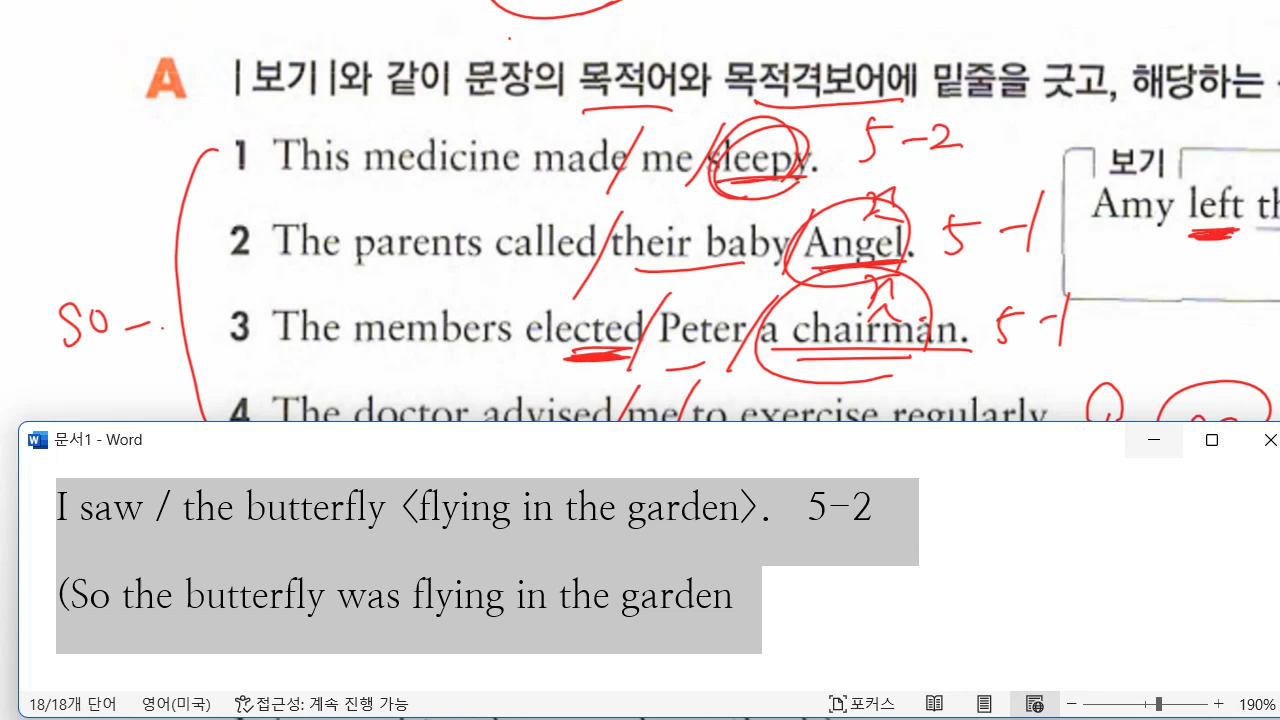 A | 보기 |와 같이 문장의 목적어와 목적격보어에 밑줄을 긋고, 해당하는
1 This medicine made / me / sleepy. 5-2
보기
Amy left th
n
2 The parents called / their baby / Angel. 5-1
n
3 The members elected / Peter / a chairman. 5-1
so -
4 The doctor advised / me / to exercise regularly
문서1 - Word
I saw / the butterfly <flying in the garden>. 5-2
(So the butterfly was flying in the garden
18/18개 단어 영어(미국) 접근성: 계속 진행 가능 포커스 190%